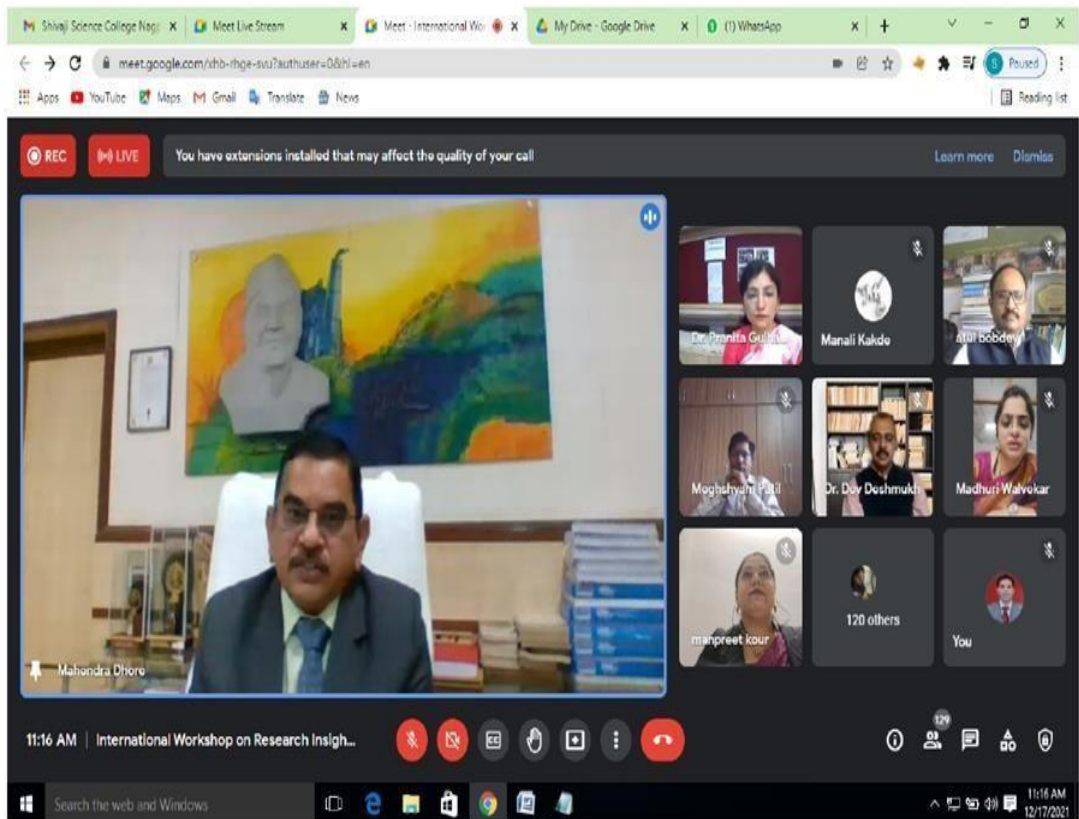 Shivaji Science College Nagp
Meet Live Stream
Meet - International Wo
My Drive - Google Drive
(1) WhatsApp
meet.google.com/xhb-rhge-svu?authuser=0&hl=en
Paused
Apps
YouTube
Maps
Gmail
Translate
News
Reading list
REC
LIVE
You have extensions installed that may affect the quality of your call
Learn more
Dismiss
Dr. Pranita
Manali Kakde
atul bobdey
Meghshyam Patil
Dr. Dev Deshmukh
Madhuri
manpreet kour
120 others
You
Mahendra Dhore
11:16 AM | International Workshop on Research Insigh...
CC
129
Search the web and Windows
11:16 AM
12/17/2021